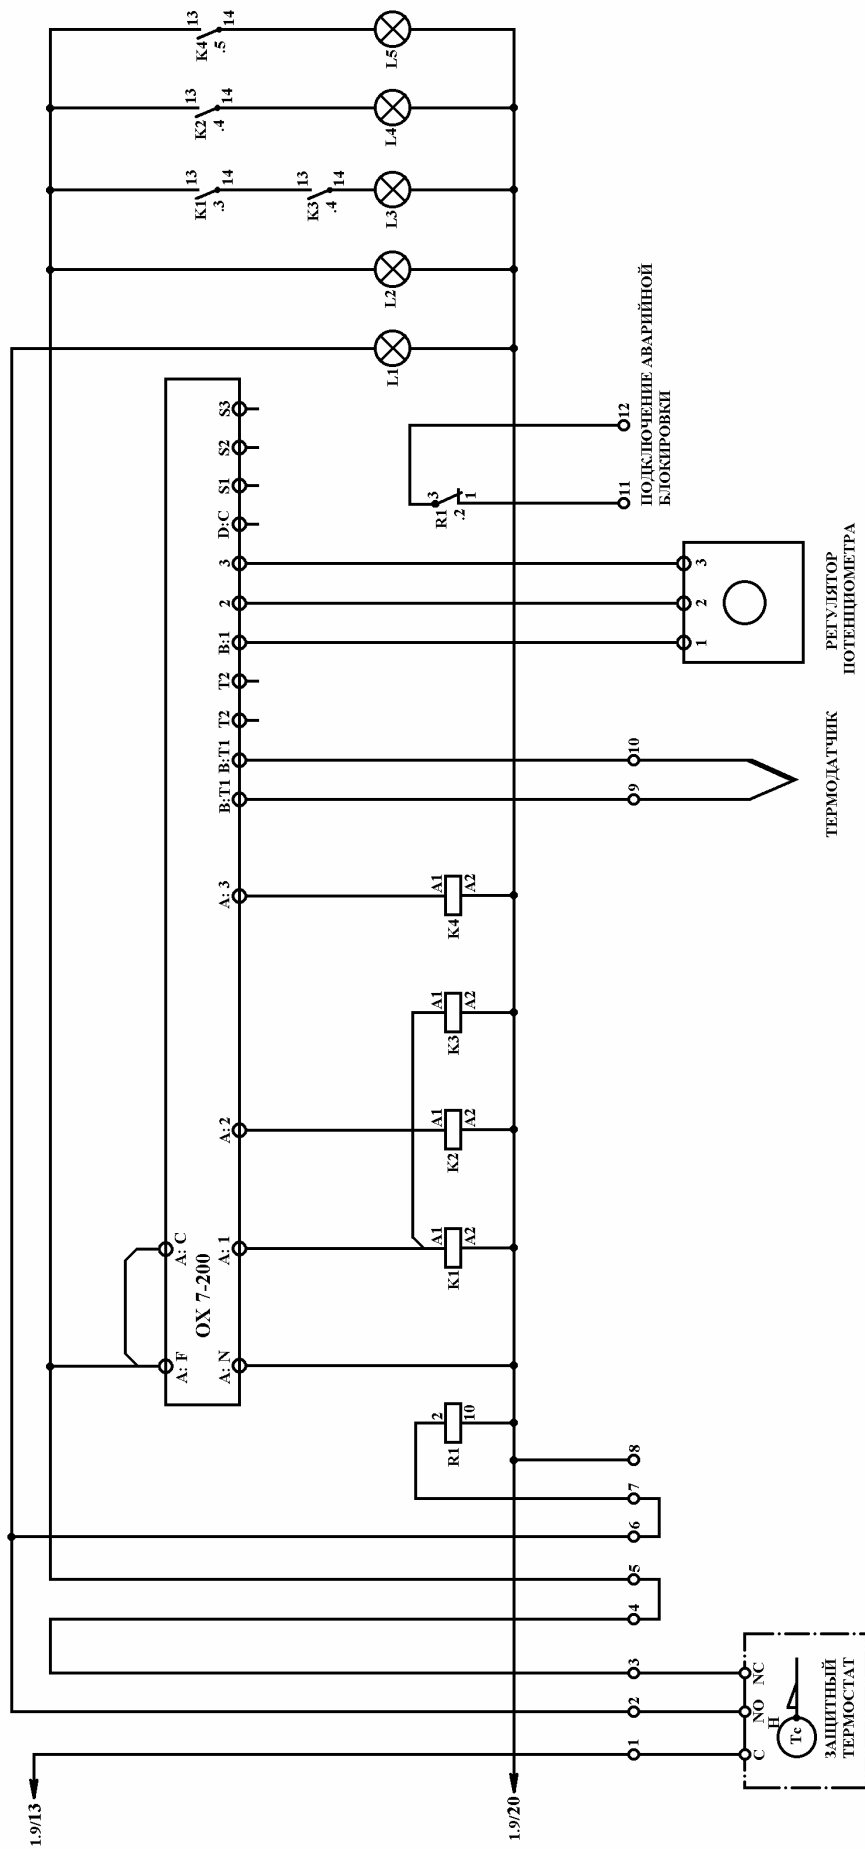 1.9/13
1.9/20
1
2
3
4
5
6
7
8
C
NO
NC
H
Tc
ЗАЩИТНЫЙ
ТЕРМОСТАТ
R1
2
10
OX 7-200
A: F
A: C
A: N
A: 1
A: 2
A: 3
B:T1
B:T1
T2
T2
B:1
2
3
D:C
S1
S2
S3
K1
A1
A2
K2
A1
A2
K3
A1
A2
K4
A1
A2
9
10
ТЕРМОДАТЧИК
1
2
3
РЕГУЛЯТОР
ПОТЕНЦИОМЕТРА
R1
.2
3
1
11
12
ПОДКЛЮЧЕНИЕ АВАРИЙНОЙ
БЛОКИРОВКИ
L1
L2
K1
.3
13
14
K3
.4
13
14
L3
K2
.4
13
14
L4
K4
.5
13
14
L5